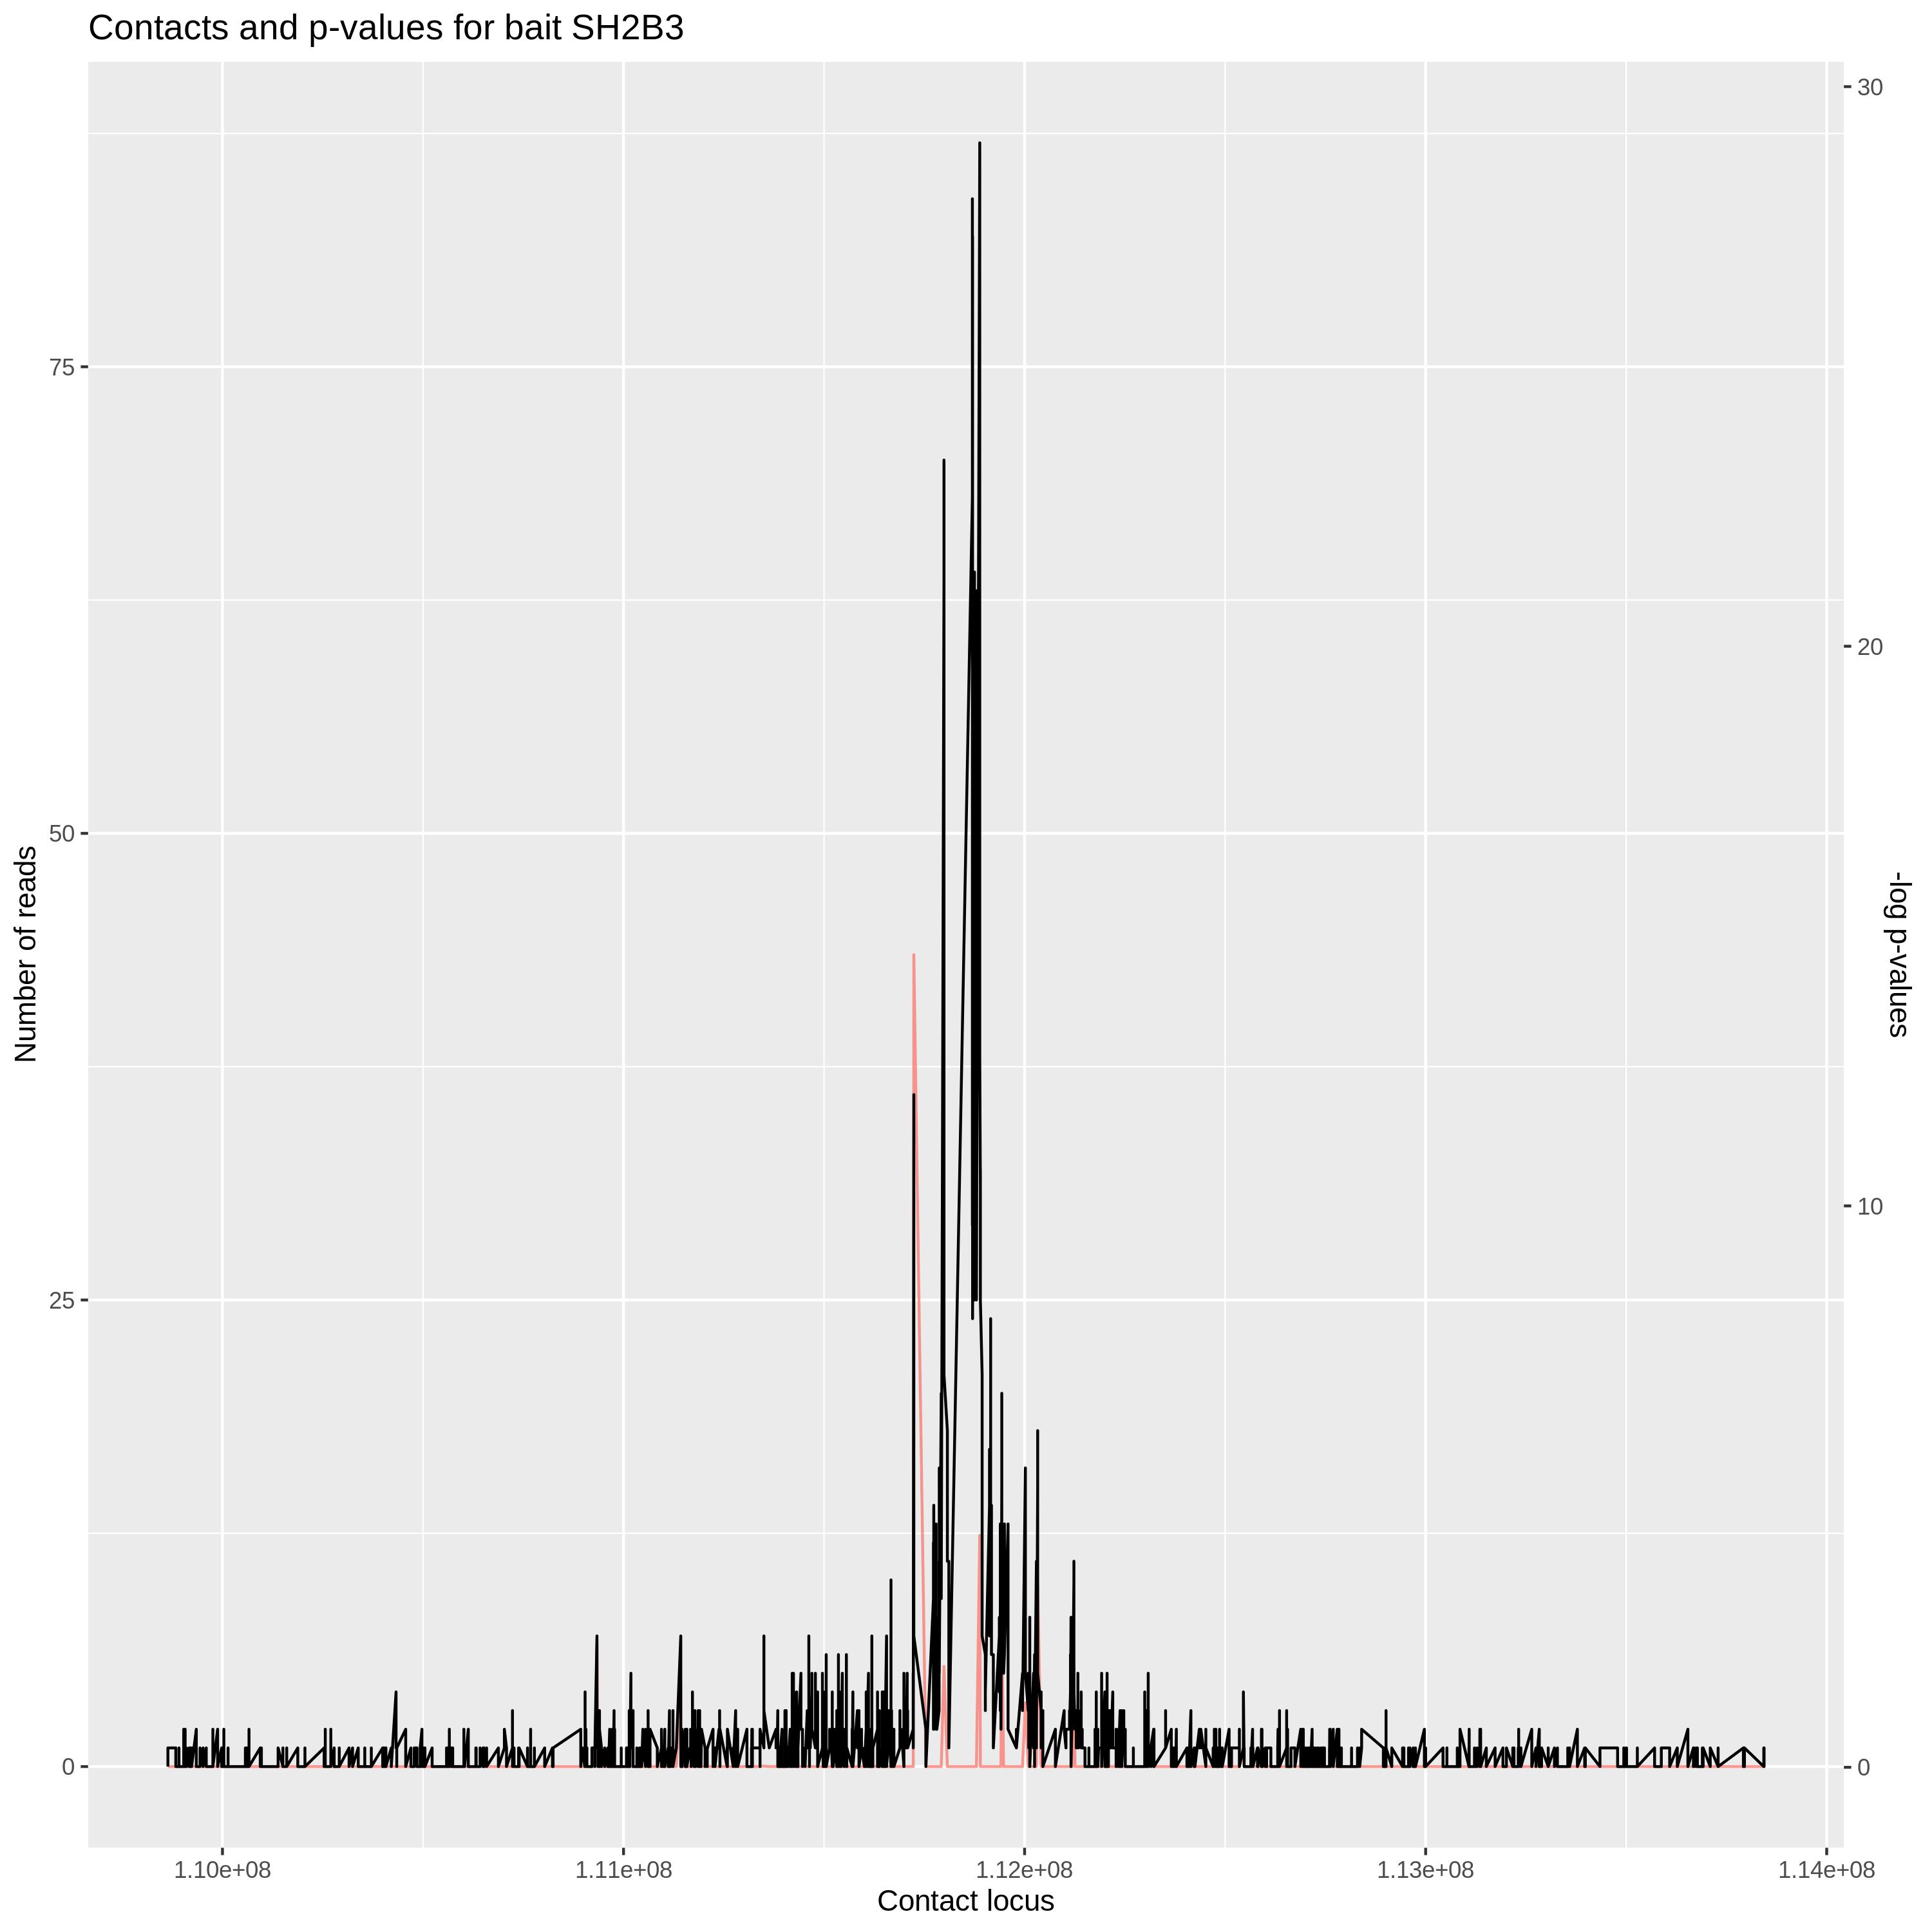 Contacts and p-values for bait SH2B3
30
75
20
50
Number of reads
-log p-values
10
25
0
0
1.10e+08
1.11e+08
1.12e+08
1.13e+08
1.14e+08
Contact locus